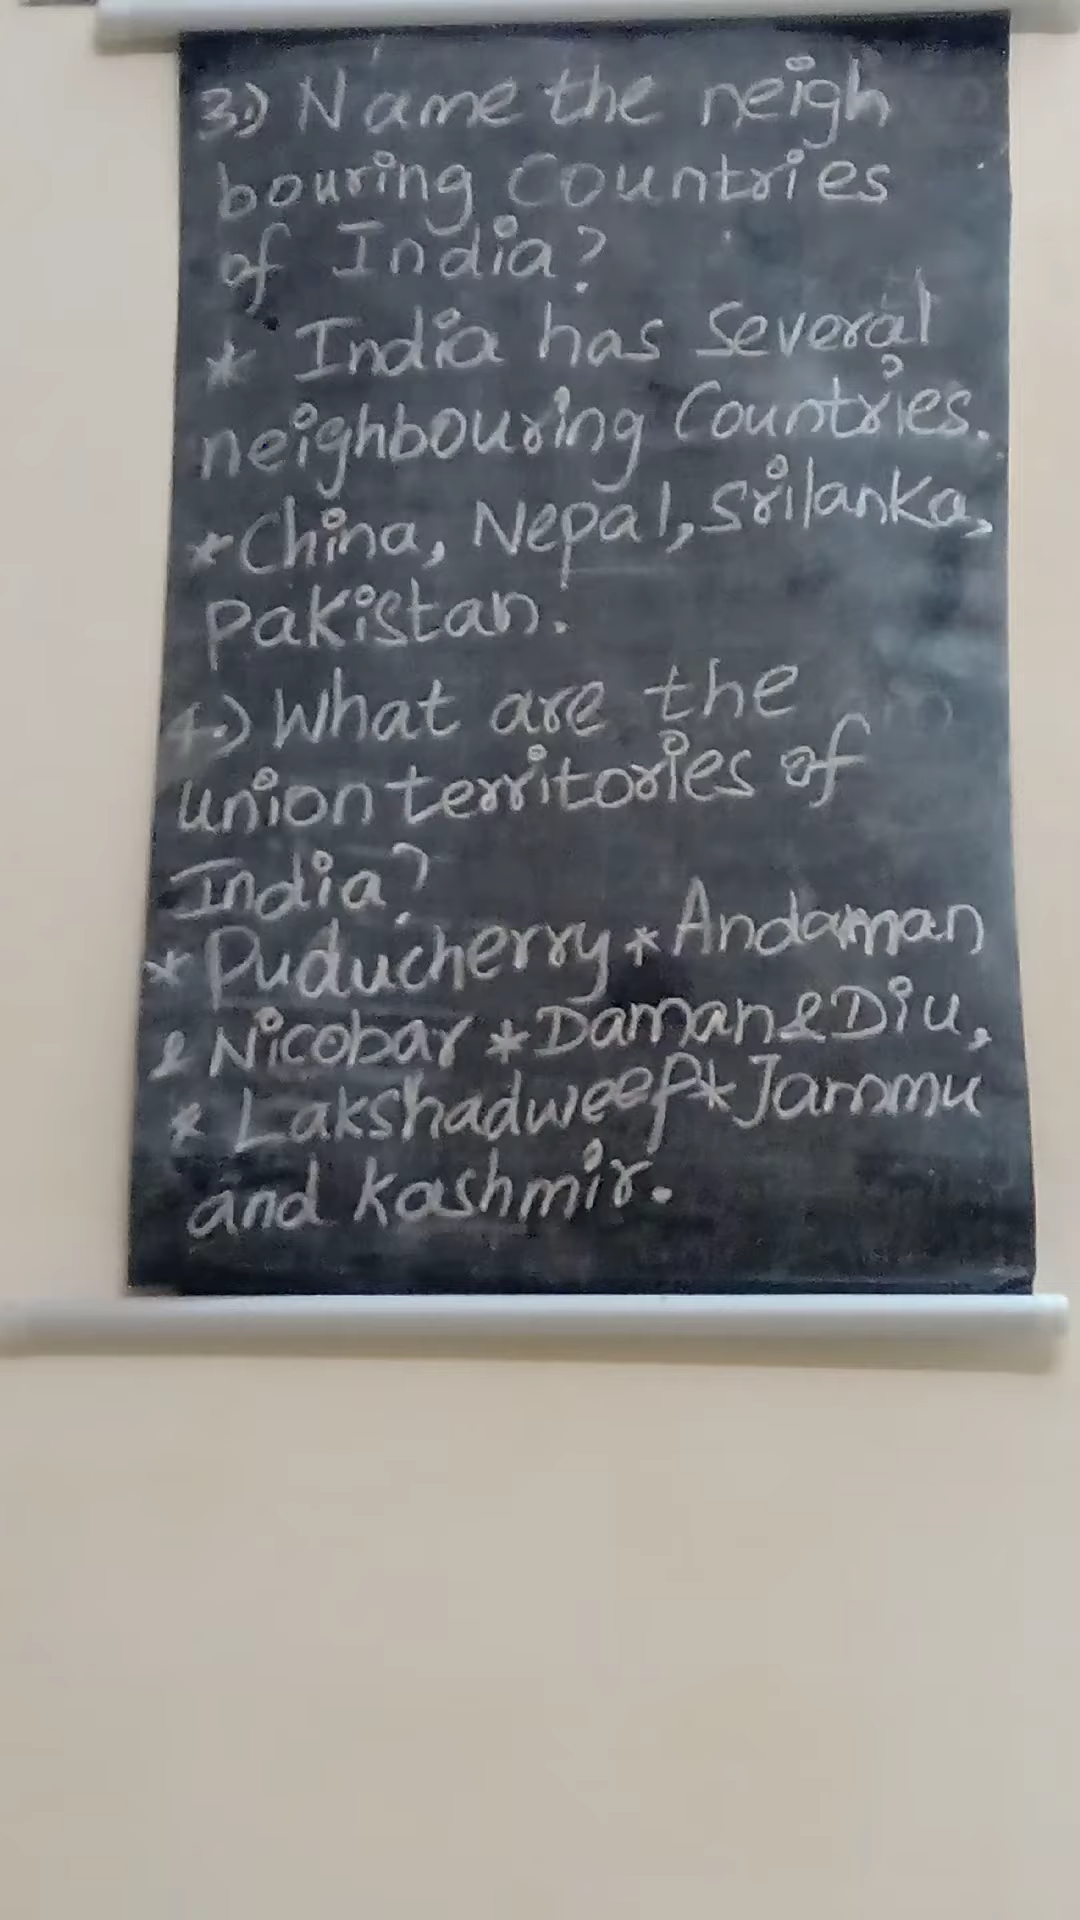 3.) Name the neigh
bouring Countries
of India?
* India has Several
neighbouring Countries.
* China, Nepal, Srilanka,
pakistan.
4.) What are the
union territories of
India?
* Puducherry * Andaman
& Nicobar * Daman & Diu,
* Lakshadweep * Jammu
and kashmir.